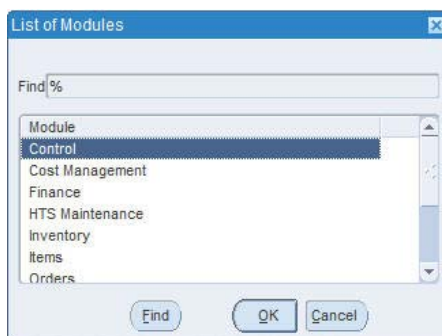 List of Modules
Find %
Module
Control
Cost Management
Finance
HTS Maintenance
Inventory
Items
Orders
Find OK Cancel